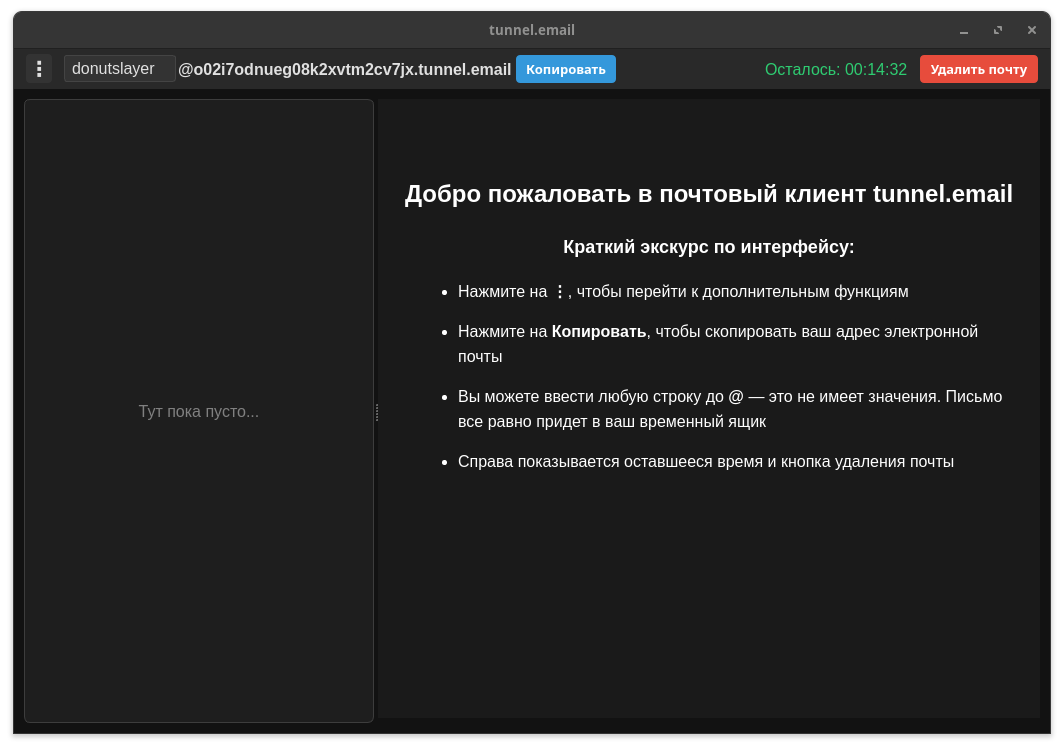 tunnel.email
donutslayer @o02i7odnueg08k2xvtm2cv7jx.tunnel.email Копировать Осталось: 00:14:32 Удалить почту
Тут пока пусто...
Добро пожаловать в почтовый клиент tunnel.email
Краткий экскурс по интерфейсу:
• Нажмите на ⋮, чтобы перейти к дополнительным функциям
• Нажмите на Копировать, чтобы скопировать ваш адрес электронной
почты
• Вы можете ввести любую строку до @ — это не имеет значения. Письмо
все равно придет в ваш временный ящик
• Справа показывается оставшееся время и кнопка удаления почты